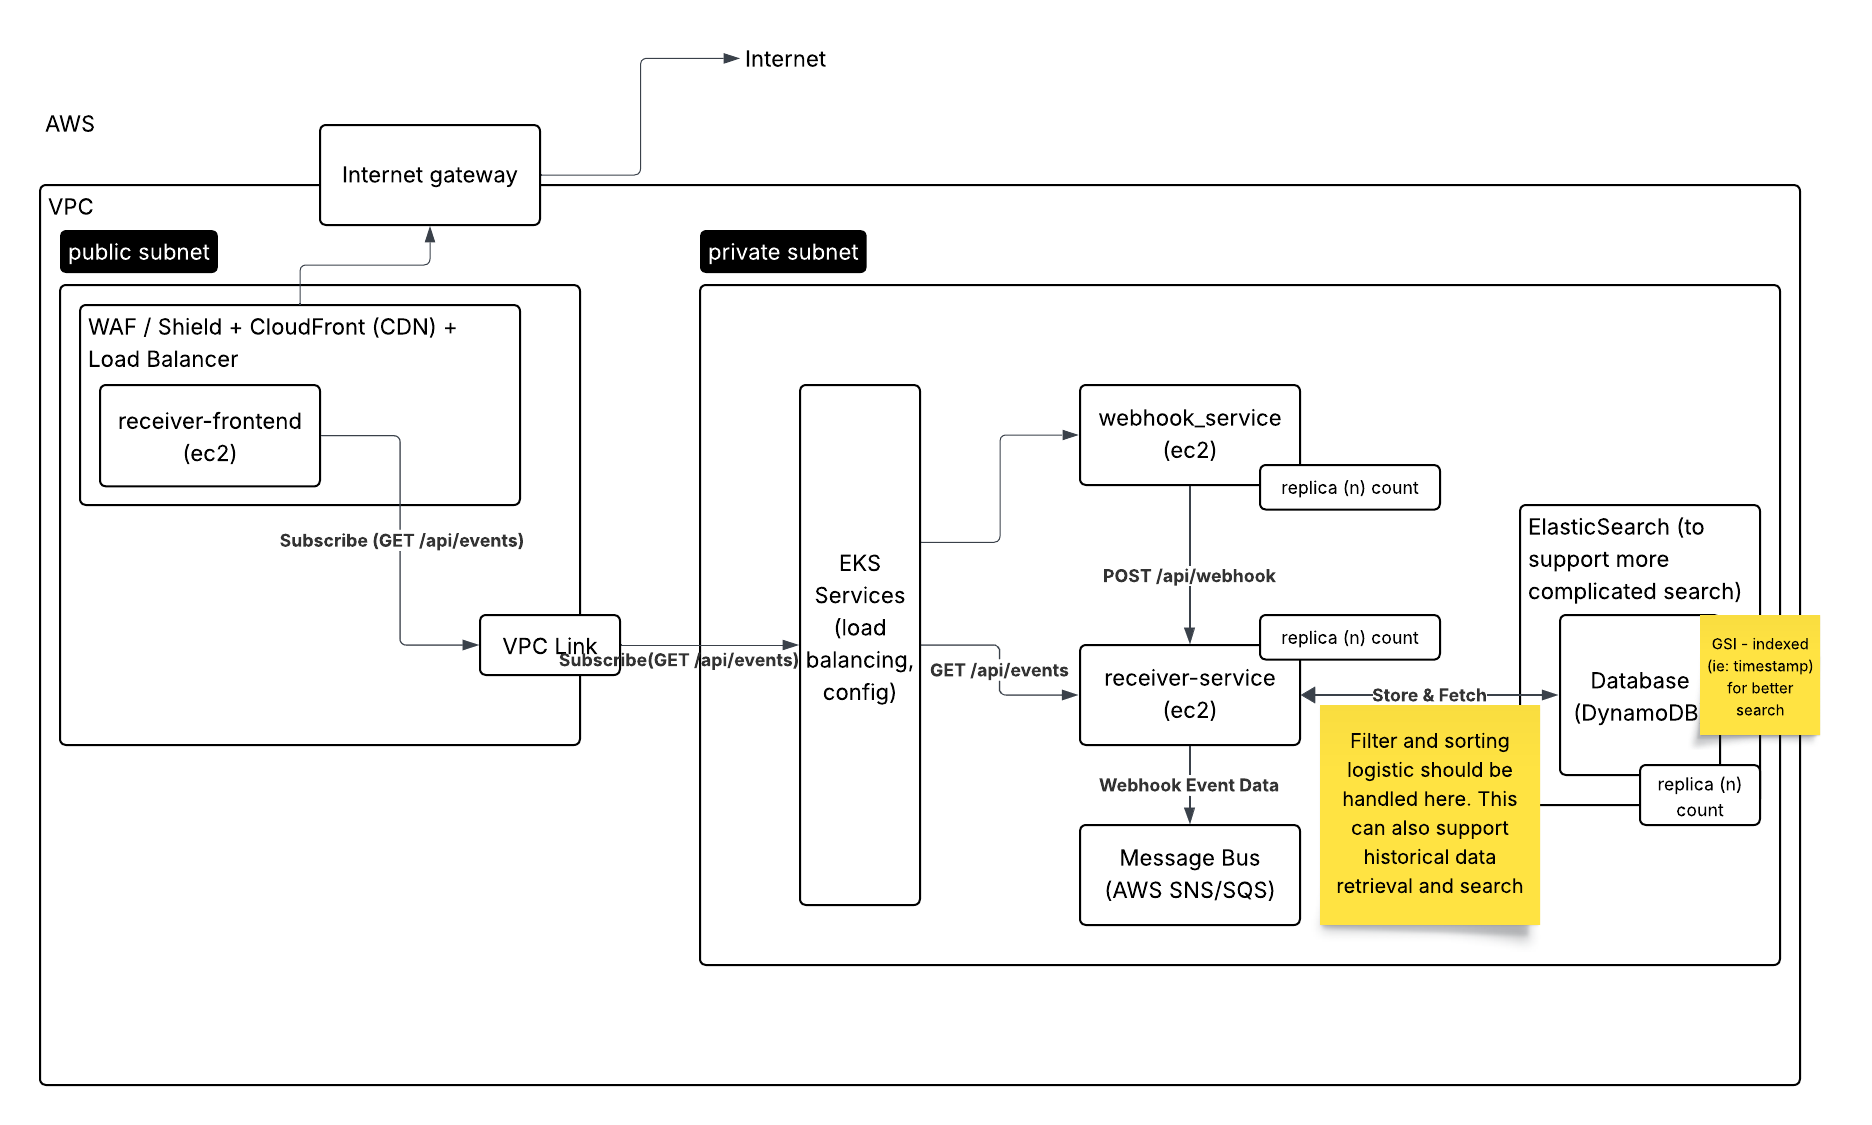 Internet
AWS
Internet gateway
VPC
public subnet
private subnet
WAF / Shield + CloudFront (CDN) +
Load Balancer
receiver-frontend
(ec2)
Subscribe (GET /api/events)
VPC Link
Subscribe(GET /api/events)
EKS
Services
(load
balancing,
config)
webhook_service
(ec2)
replica (n) count
POST /api/webhook
replica (n) count
GET /api/events
receiver-service
(ec2)
Store & Fetch
Webhook Event Data
Message Bus
(AWS SNS/SQS)
Filter and sorting
logistic should be
handled here. This
can also support
historical data
retrieval and search
ElasticSearch (to
support more
complicated search)
Database
(DynamoDB
GSI - indexed
(ie: timestamp)
for better
search
replica (n)
count